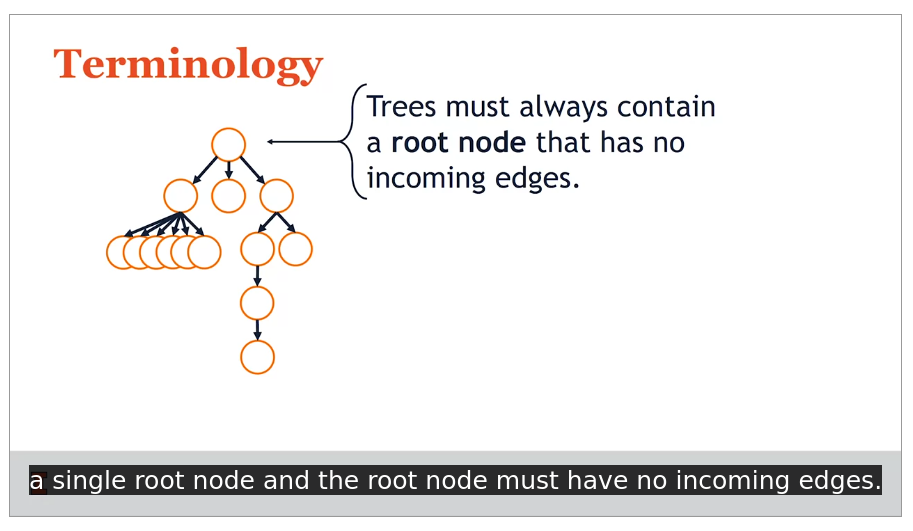 Terminology
Trees must always contain
a root node that has no
incoming edges.
a single root node and the root node must have no incoming edges.